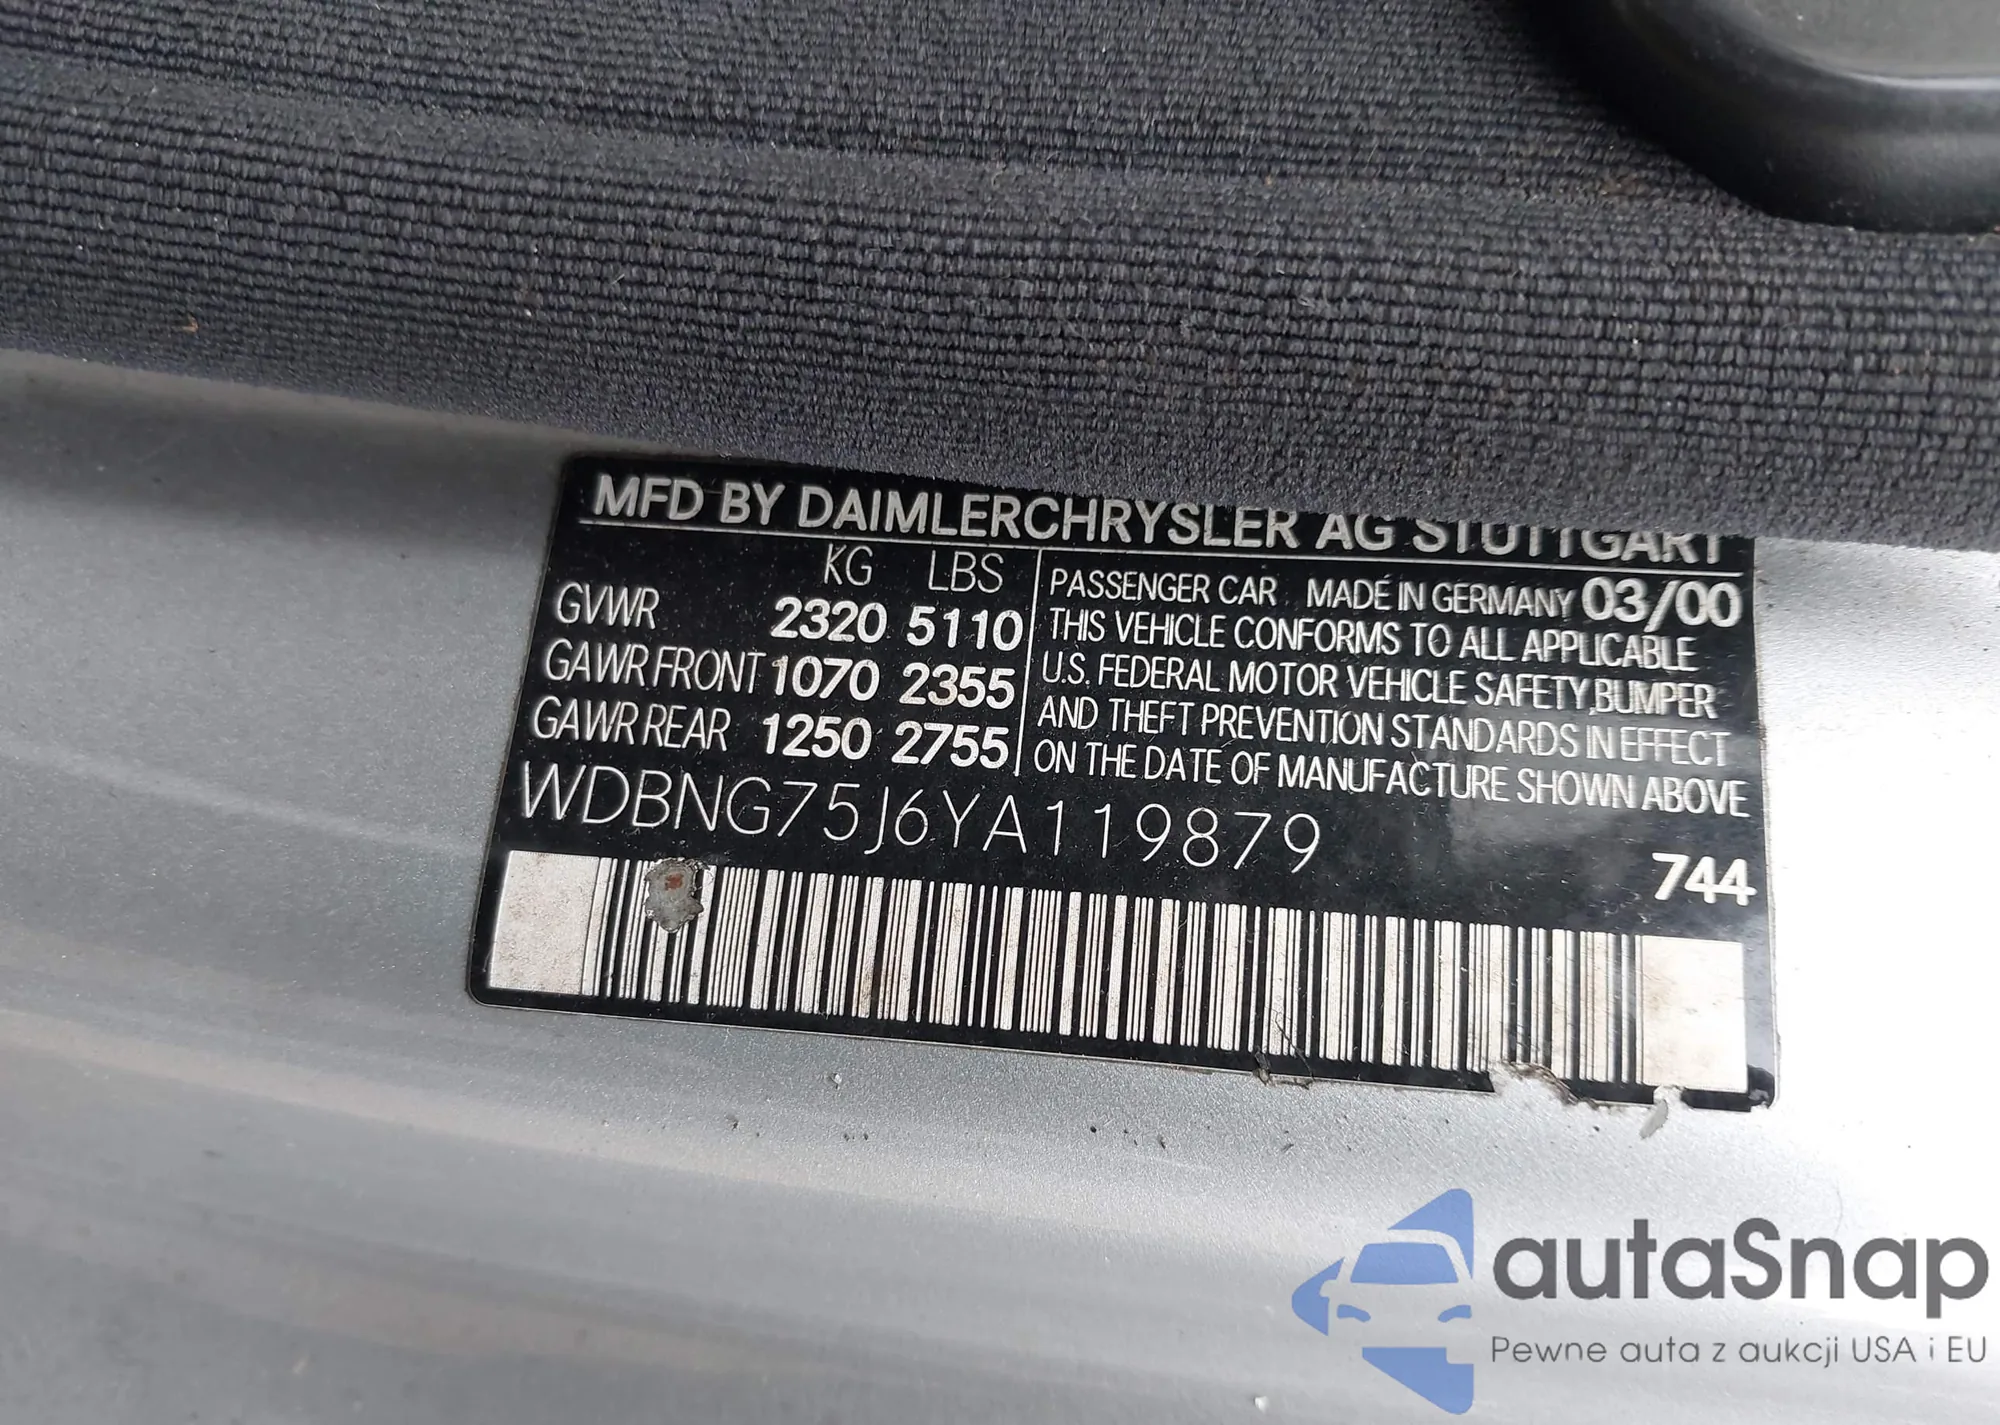 MFD BY DAIMLERCHRYSLER AG STUTTGART
KG LBS
GVWR 2320 5110
GAWR FRONT 1070 2355
GAWR REAR 1250 2755
PASSENGER CAR MADE IN GERMANY 03/00
THIS VEHICLE CONFORMS TO ALL APPLICABLE
U.S. FEDERAL MOTOR VEHICLE SAFETY, BUMPER
AND THEFT PREVENTION STANDARDS IN EFFECT
ON THE DATE OF MANUFACTURE SHOWN ABOVE
WDBNG75J6YA119879
744
autaSnap
Pewne auta z aukcji USA i EU